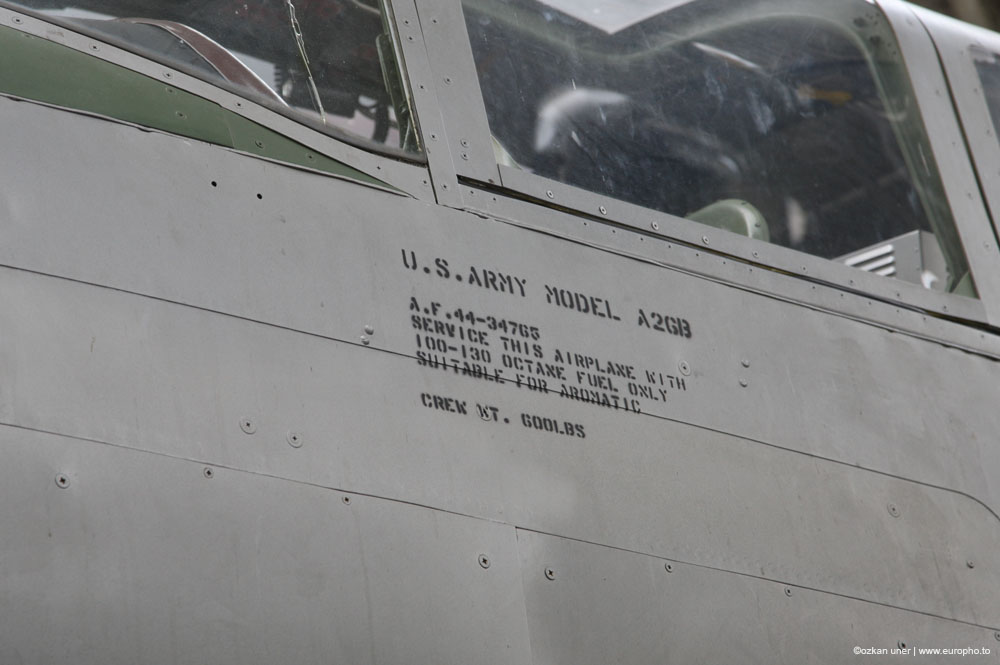 U.S.ARMY MODEL A26B
A.F.44-34765
SERVICE THIS AIRPLANE WITH
100-130 OCTANE FUEL ONLY
SUITABLE FOR AROMATIC
CREW WT. 600LBS
©ozkan uner | www.europho.to